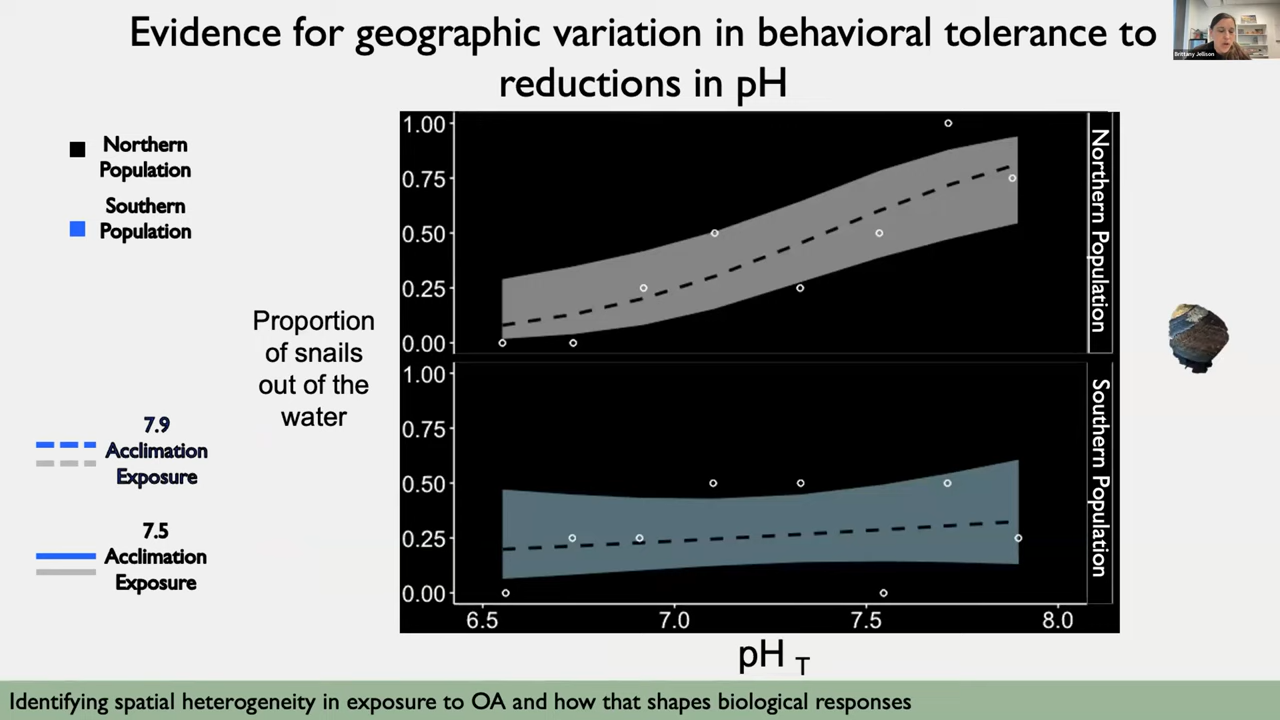 Evidence for geographic variation in behavioral tolerance to
reductions in pH
Brittany Jellison
Northern
Population
Southern
Population
7.9
Acclimation
Exposure
7.5
Acclimation
Exposure
Proportion
of snails
out of the
water
1.00
0.75
0.50
0.25
0.00
Northern Population
1.00
0.75
0.50
0.25
0.00
Southern Population
6.5 7.0 7.5 8.0
pH T
Identifying spatial heterogeneity in exposure to OA and how that shapes biological responses